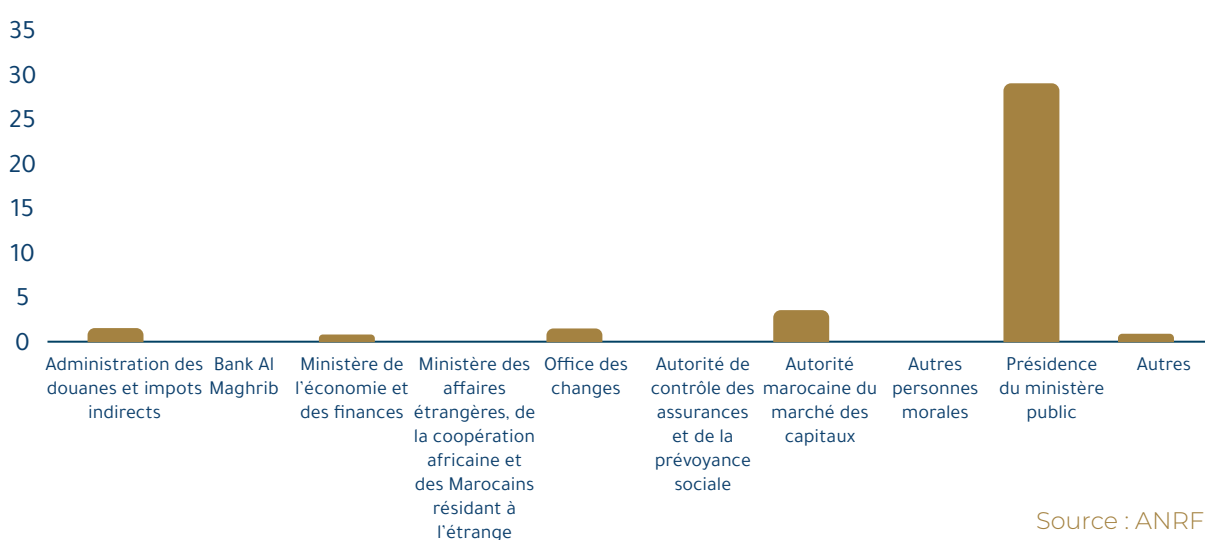 35
30
25
20
15
10
5
0
Administration des
douanes et impots
indirects
Bank Al
Maghrib
Ministère de
l'économie et
des finances
Ministère des
affaires
étrangères, de
la coopération
africaine et
des Marocains
résidant à
l'étrange
Office des
changes
Autorité de
contrôle des
assurances
et de la
prévoyance
sociale
Autorité
marocaine du
marché des
capitaux
Autres
personnes
morales
Présidence
du ministère
public
Autres
Source : ANRF